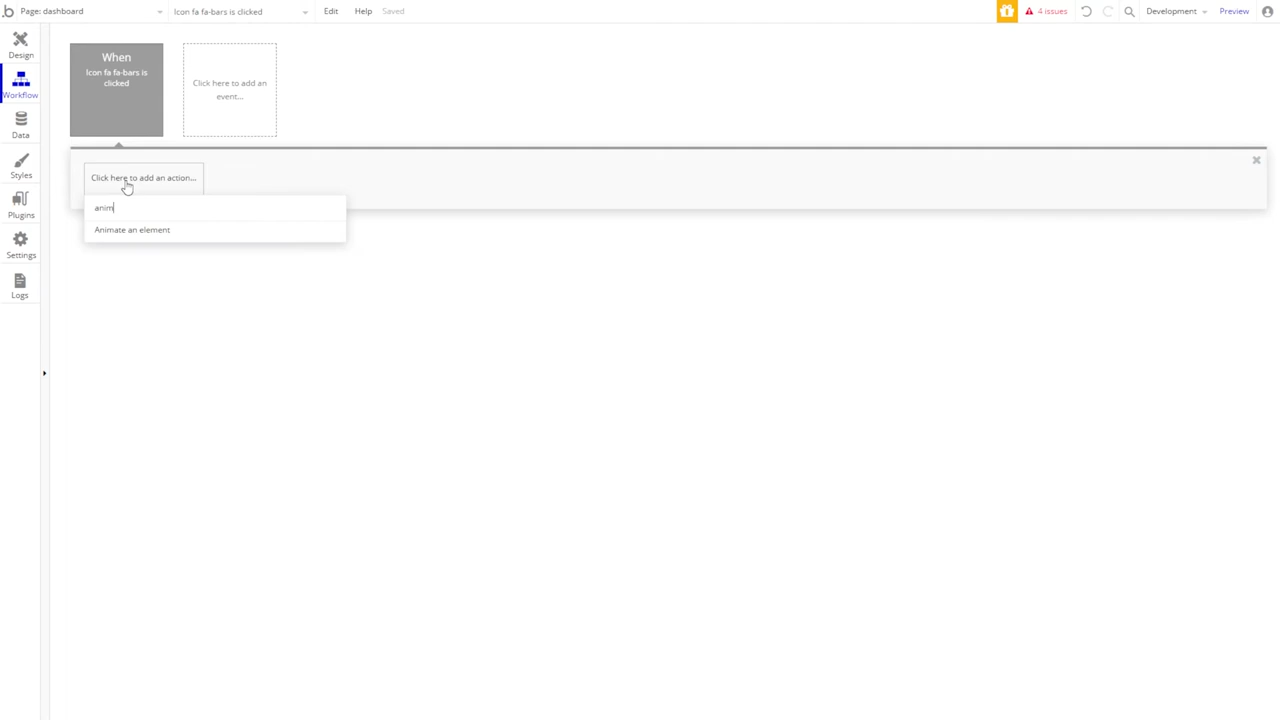 Page: dashboard
Icon fa fa-bars is clicked
Edit
Help
Saved
4 issues
Development
Preview
Design
Workflow
Data
Styles
Plugins
Settings
Logs
When
Icon fa fa-bars is
clicked
Click here to add an
event...
Click here to add an action...
anim
Animate an element